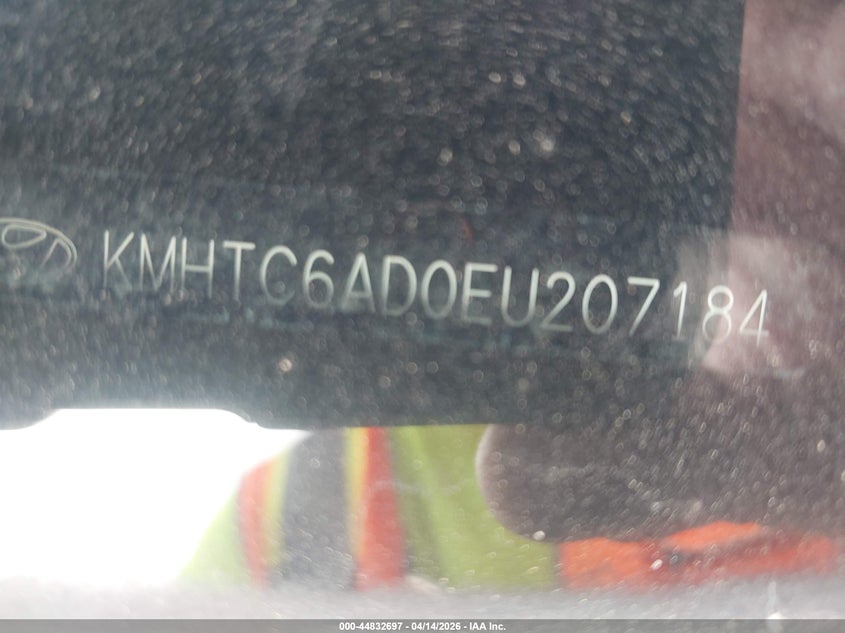 KMHTC6AD0EU207184
000-44832697 - 04/14/2026 - IAA Inc.